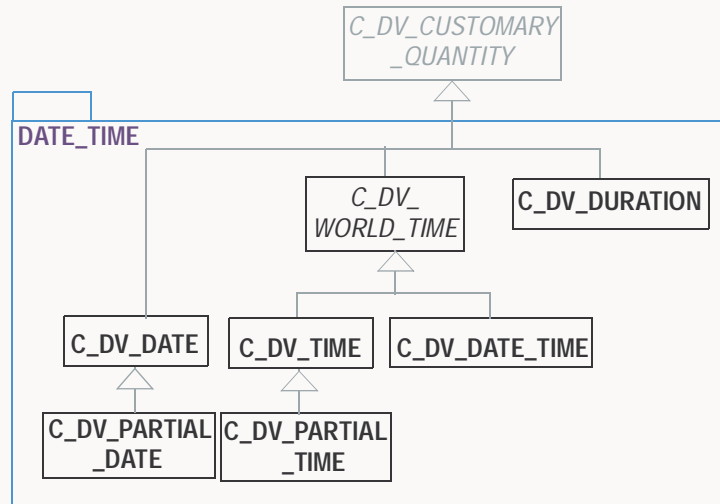 C_DV_CUSTOMARY
_QUANTITY
DATE_TIME
C_DV_
WORLD_TIME
C_DV_DURATION
C_DV_DATE
C_DV_TIME
C_DV_DATE_TIME
C_DV_PARTIAL
_DATE
C_DV_PARTIAL
_TIME